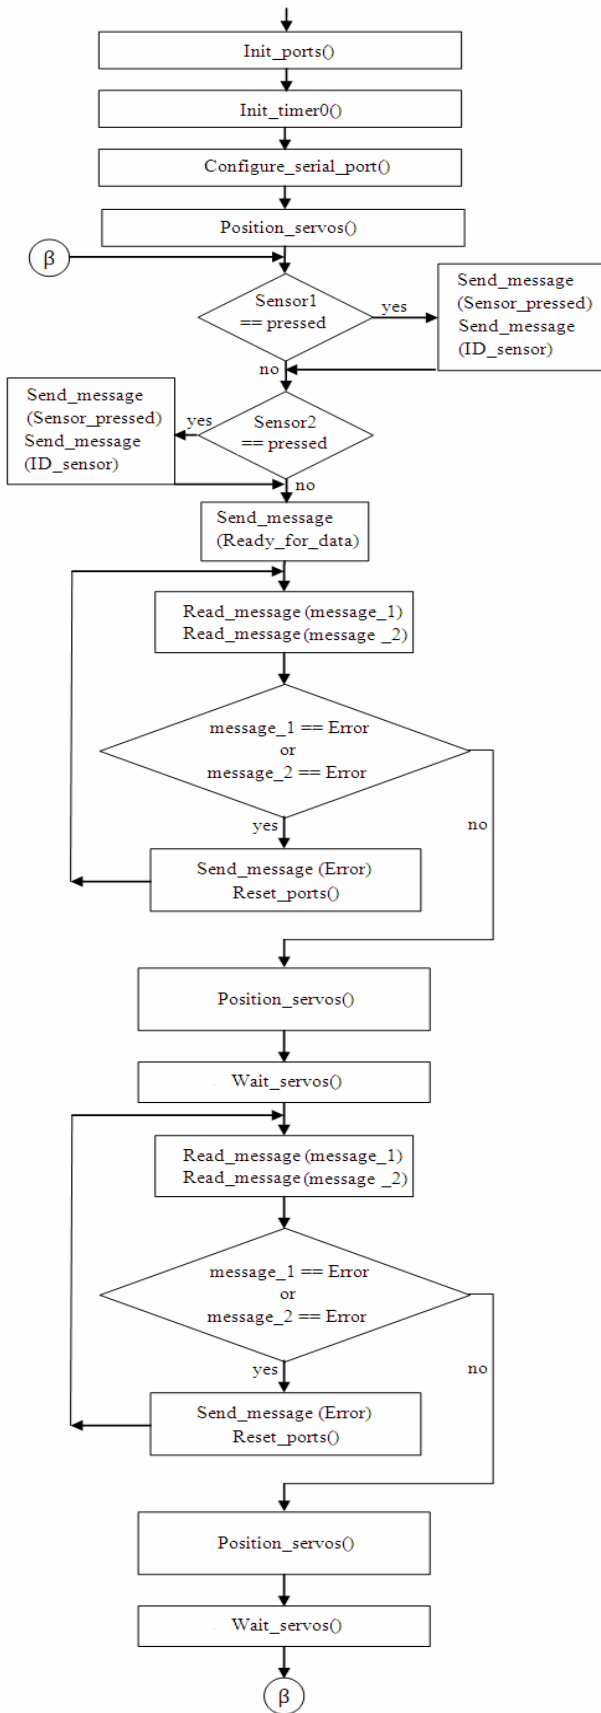 Init_ports()
Init_timer0()
Configure_serial_port()
Position_servos()
β
Sensor1
== pressed
yes
Send_message
(Sensor_pressed)
Send_message
(ID_sensor)
no
Send_message
(Sensor_pressed)
Send_message
(ID_sensor)
yes
Sensor2
== pressed
no
Send_message
(Ready_for_data)
Read_message (message_1)
Read_message (message _2)
message_1 == Error
or
message_2 == Error
yes
no
Send_message (Error)
Reset_ports()
Position_servos()
Wait_servos()
Read_message (message_1)
Read_message (message _2)
message_1 == Error
or
message_2 == Error
yes
no
Send_message (Error)
Reset_ports()
Position_servos()
Wait_servos()
β